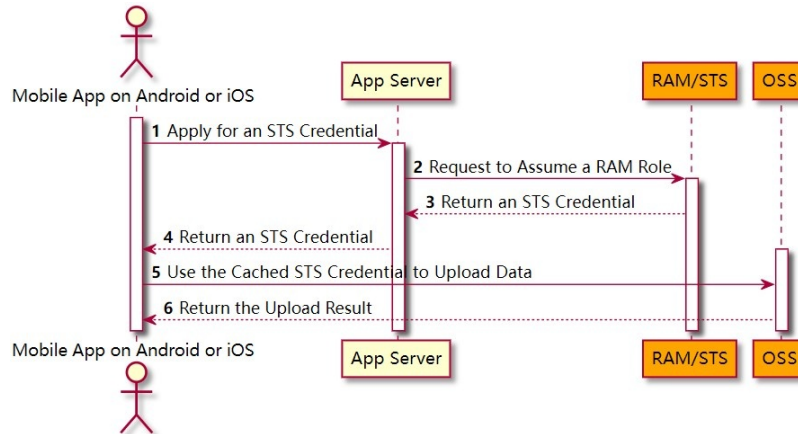 Mobile App on Android or iOS
App Server
RAM/STS
OSS
1 Apply for an STS Credential
2 Request to Assume a RAM Role
3 Return an STS Credential
4 Return an STS Credential
5 Use the Cached STS Credential to Upload Data
6 Return the Upload Result
Mobile App on Android or iOS
App Server
RAM/STS
OSS